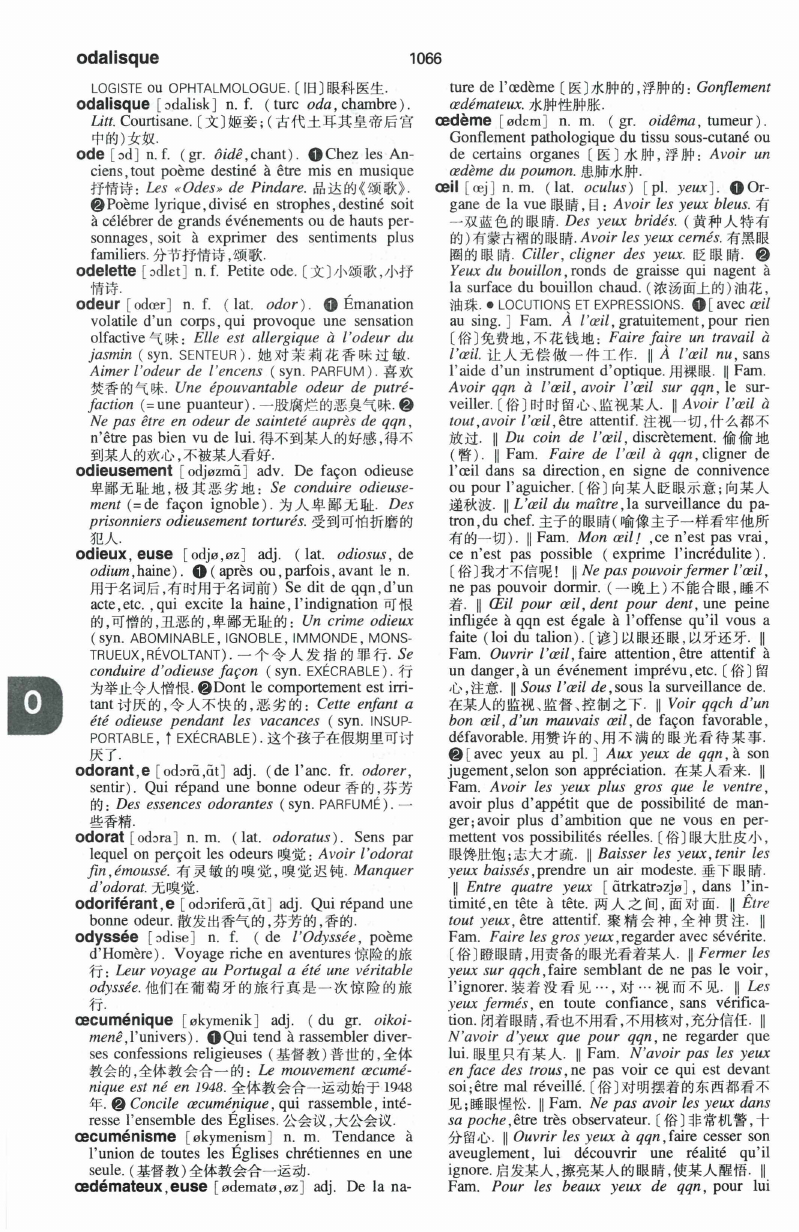 odalisque
1066
LOGISTE ou OPHTALMOLOGUE.〔旧〕眼科医生.
odalisque [ɔdalisk] n. f. (turc oda, chambre).
Litt. Courtisane.〔文〕姬妾;(古代土耳其皇帝后宫
中的)女奴.
ode [ɔd] n. f. (gr. ôidê, chant). ❶Chez les An-
ciens, tout poème destiné à être mis en musique
抒情诗: Les «Odes» de Pindare. 品达的《颂歌》.
❷Poème lyrique, divisé en strophes, destiné soit
à célébrer de grands événements ou de hauts per-
sonnages, soit à exprimer des sentiments plus
familiers. 分节抒情诗,颂歌.
odelette [ɔdlɛt] n. f. Petite ode.〔文〕小颂歌,小抒
情诗.
odeur [ɔdœr] n. f. (lat. odor). ❶ Émanation
volatile d'un corps, qui provoque une sensation
olfactive 气味: Elle est allergique à l'odeur du
jasmin (syn. SENTEUR). 她对茉莉花香味过敏.
Aimer l'odeur de l'encens (syn. PARFUM). 喜欢
焚香的气味. Une épouvantable odeur de putré-
faction (= une puanteur). 一股腐烂的恶臭气味. ❷
Ne pas être en odeur de sainteté auprès de qqn,
n'être pas bien vu de lui. 得不到某人的好感,得不
到某人的欢心,不被某人看好.
odieusement [ɔdjøzmɑ̃] adv. De façon odieuse
卑鄙无耻地,极其恶劣地: Se conduire odieuse-
ment (= de façon ignoble). 为人卑鄙无耻. Des
prisonniers odieusement torturés. 受到可怕折磨的
犯人.
odieux, euse [ɔdjø,øz] adj. (lat. odiosus, de
odium, haine). ❶(après ou, parfois, avant le n.
用于名词后,有时用于名词前) Se dit de qqn, d'un
acte, etc., qui excite la haine, l'indignation 可恨
的,可憎的,丑恶的,卑鄙无耻的: Un crime odieux
(syn. ABOMINABLE, IGNOBLE, IMMONDE, MONS-
TRUEUX, RÉVOLTANT). 一个令人发指的罪行. Se
conduire d'odieuse façon (syn. EXÉCRABLE). 行
为举止令人憎恨. ❷Dont le comportement est irri-
tant 讨厌的,令人不快的,恶劣的: Cette enfant a
été odieuse pendant les vacances (syn. INSUP-
PORTABLE, ↑ EXÉCRABLE). 这个孩子在假期里可讨
厌了.
odorant, e [ɔdɔrɑ̃,ɑ̃t] adj. (de l'anc. fr. odorer,
sentir). Qui répand une bonne odeur 香的,芬芳
的: Des essences odorantes (syn. PARFUMÉ). 一
些香精.
odorat [ɔdɔra] n. m. (lat. odoratus). Sens par
lequel on perçoit les odeurs 嗅觉: Avoir l'odorat
fin, émoussé. 有灵敏的嗅觉,嗅觉迟钝. Manquer
d'odorat. 无嗅觉.
odoriférant, e [ɔdɔriferɑ̃,ɑ̃t] adj. Qui répand une
bonne odeur. 散发出香气的,芬芳的,香的.
odyssée [ɔdise] n. f. (de l'Odyssée, poème
d'Homère). Voyage riche en aventures 惊险的旅
行: Leur voyage au Portugal a été une véritable
odyssée. 他们在葡萄牙的旅行真是一次惊险的旅
行.
œcuménique [økymenik] adj. (du gr. oikoi-
menê, l'univers). ❶Qui tend à rassembler diver-
ses confessions religieuses (基督教)普世的,全体
教会的,全体教会合一的: Le mouvement œcumé-
nique est né en 1948. 全体教会合一运动始于 1948
年. ❷ Concile œcuménique, qui rassemble, inté-
resse l'ensemble des Églises. 公会议,大公会议.
œcuménisme [økymenism] n. m. Tendance à
l'union de toutes les Églises chrétiennes en une
seule. (基督教)全体教会合一运动.
œdémateux, euse [ødematø,øz] adj. De la na-
O
ture de l'œdème〔医〕水肿的,浮肿的: Gonflement
œdémateux. 水肿性肿胀.
œdème [ødɛm] n. m. (gr. oidêma, tumeur).
Gonflement pathologique du tissu sous-cutané ou
de certains organes〔医〕水肿,浮肿: Avoir un
œdème du poumon. 患肺水肿.
œil [œj] n. m. (lat. oculus) [pl. yeux]. ❶Or-
gane de la vue 眼睛,目: Avoir les yeux bleus. 有
一双蓝色的眼睛. Des yeux bridés. (黄种人特有
的)有蒙古褶的眼睛. Avoir les yeux cernés. 有黑眼
圈的眼睛. Ciller, cligner des yeux. 眨眼睛. ❷
Yeux du bouillon, ronds de graisse qui nagent à
la surface du bouillon chaud. (浓汤面上的)油花,
油珠. ● LOCUTIONS ET EXPRESSIONS. ❶[avec œil
au sing.] Fam. À l'œil, gratuitement, pour rien
〔俗〕免费地,不花钱地: Faire faire un travail à
l'œil. 让人无偿做一件工作. ‖ À l'œil nu, sans
l'aide d'un instrument d'optique. 用裸眼. ‖ Fam.
Avoir qqn à l'œil, avoir l'œil sur qqn, le sur-
veiller.〔俗〕时时留心、监视某人. ‖ Avoir l'œil à
tout, avoir l'œil, être attentif. 注视一切,什么都不
放过. ‖ Du coin de l'œil, discrètement. 偷偷地
(瞥). ‖ Fam. Faire de l'œil à qqn, cligner de
l'œil dans sa direction, en signe de connivence
ou pour l'aguicher.〔俗〕向某人眨眼示意;向某人
递秋波. ‖ L'œil du maître, la surveillance du pa-
tron, du chef. 主子的眼睛(喻像主子一样看牢他所
有的一切). ‖ Fam. Mon œil!, ce n'est pas vrai,
ce n'est pas possible (exprime l'incrédulite).
〔俗〕我才不信呢! ‖ Ne pas pouvoir fermer l'œil,
ne pas pouvoir dormir. (一晚上)不能合眼,睡不
着. ‖ Œil pour œil, dent pour dent, une peine
infligée à qqn est égale à l'offense qu'il vous a
faite (loi du talion).〔谚〕以眼还眼,以牙还牙. ‖
Fam. Ouvrir l'œil, faire attention, être attentif à
un danger, à un événement imprévu, etc.〔俗〕留
心,注意. ‖ Sous l'œil de, sous la surveillance de.
在某人的监视、监督、控制之下. ‖ Voir qqch d'un
bon œil, d'un mauvais œil, de façon favorable,
défavorable. 用赞许的、用不满的眼光看待某事.
❷[avec yeux au pl.] Aux yeux de qqn, à son
jugement, selon son appréciation. 在某人看来. ‖
Fam. Avoir les yeux plus gros que le ventre,
avoir plus d'appétit que de possibilité de man-
ger; avoir plus d'ambition que ne vous en per-
mettent vos possibilités réelles.〔俗〕眼大肚皮小,
眼馋肚饱;志大才疏. ‖ Baisser les yeux, tenir les
yeux baissés, prendre un air modeste. 垂下眼睛.
‖ Entre quatre yeux [ɑ̃trkatrəzjø], dans l'in-
timité, en tête à tête. 两人之间,面对面. ‖ Être
tout yeux, être attentif. 聚精会神,全神贯注. ‖
Fam. Faire les gros yeux, regarder avec sévérite.
〔俗〕瞪眼睛,用责备的眼光看着某人. ‖ Fermer les
yeux sur qqch, faire semblant de ne pas le voir,
l'ignorer. 装着没看见…,对…视而不见. ‖ Les
yeux fermés, en toute confiance, sans vérifica-
tion. 闭着眼睛,看也不用看,不用核对,充分信任. ‖
N'avoir d'yeux que pour qqn, ne regarder que
lui. 眼里只有某人. ‖ Fam. N'avoir pas les yeux
en face des trous, ne pas voir ce qui est devant
soi; être mal réveillé.〔俗〕对明摆着的东西都看不
见;睡眼惺忪. ‖ Fam. Ne pas avoir les yeux dans
sa poche, être très observateur.〔俗〕非常机警,十
分留心. ‖ Ouvrir les yeux à qqn, faire cesser son
aveuglement, lui découvrir une réalité qu'il
ignore. 启发某人,擦亮某人的眼睛,使某人醒悟. ‖
Fam. Pour les beaux yeux de qqn, pour lui